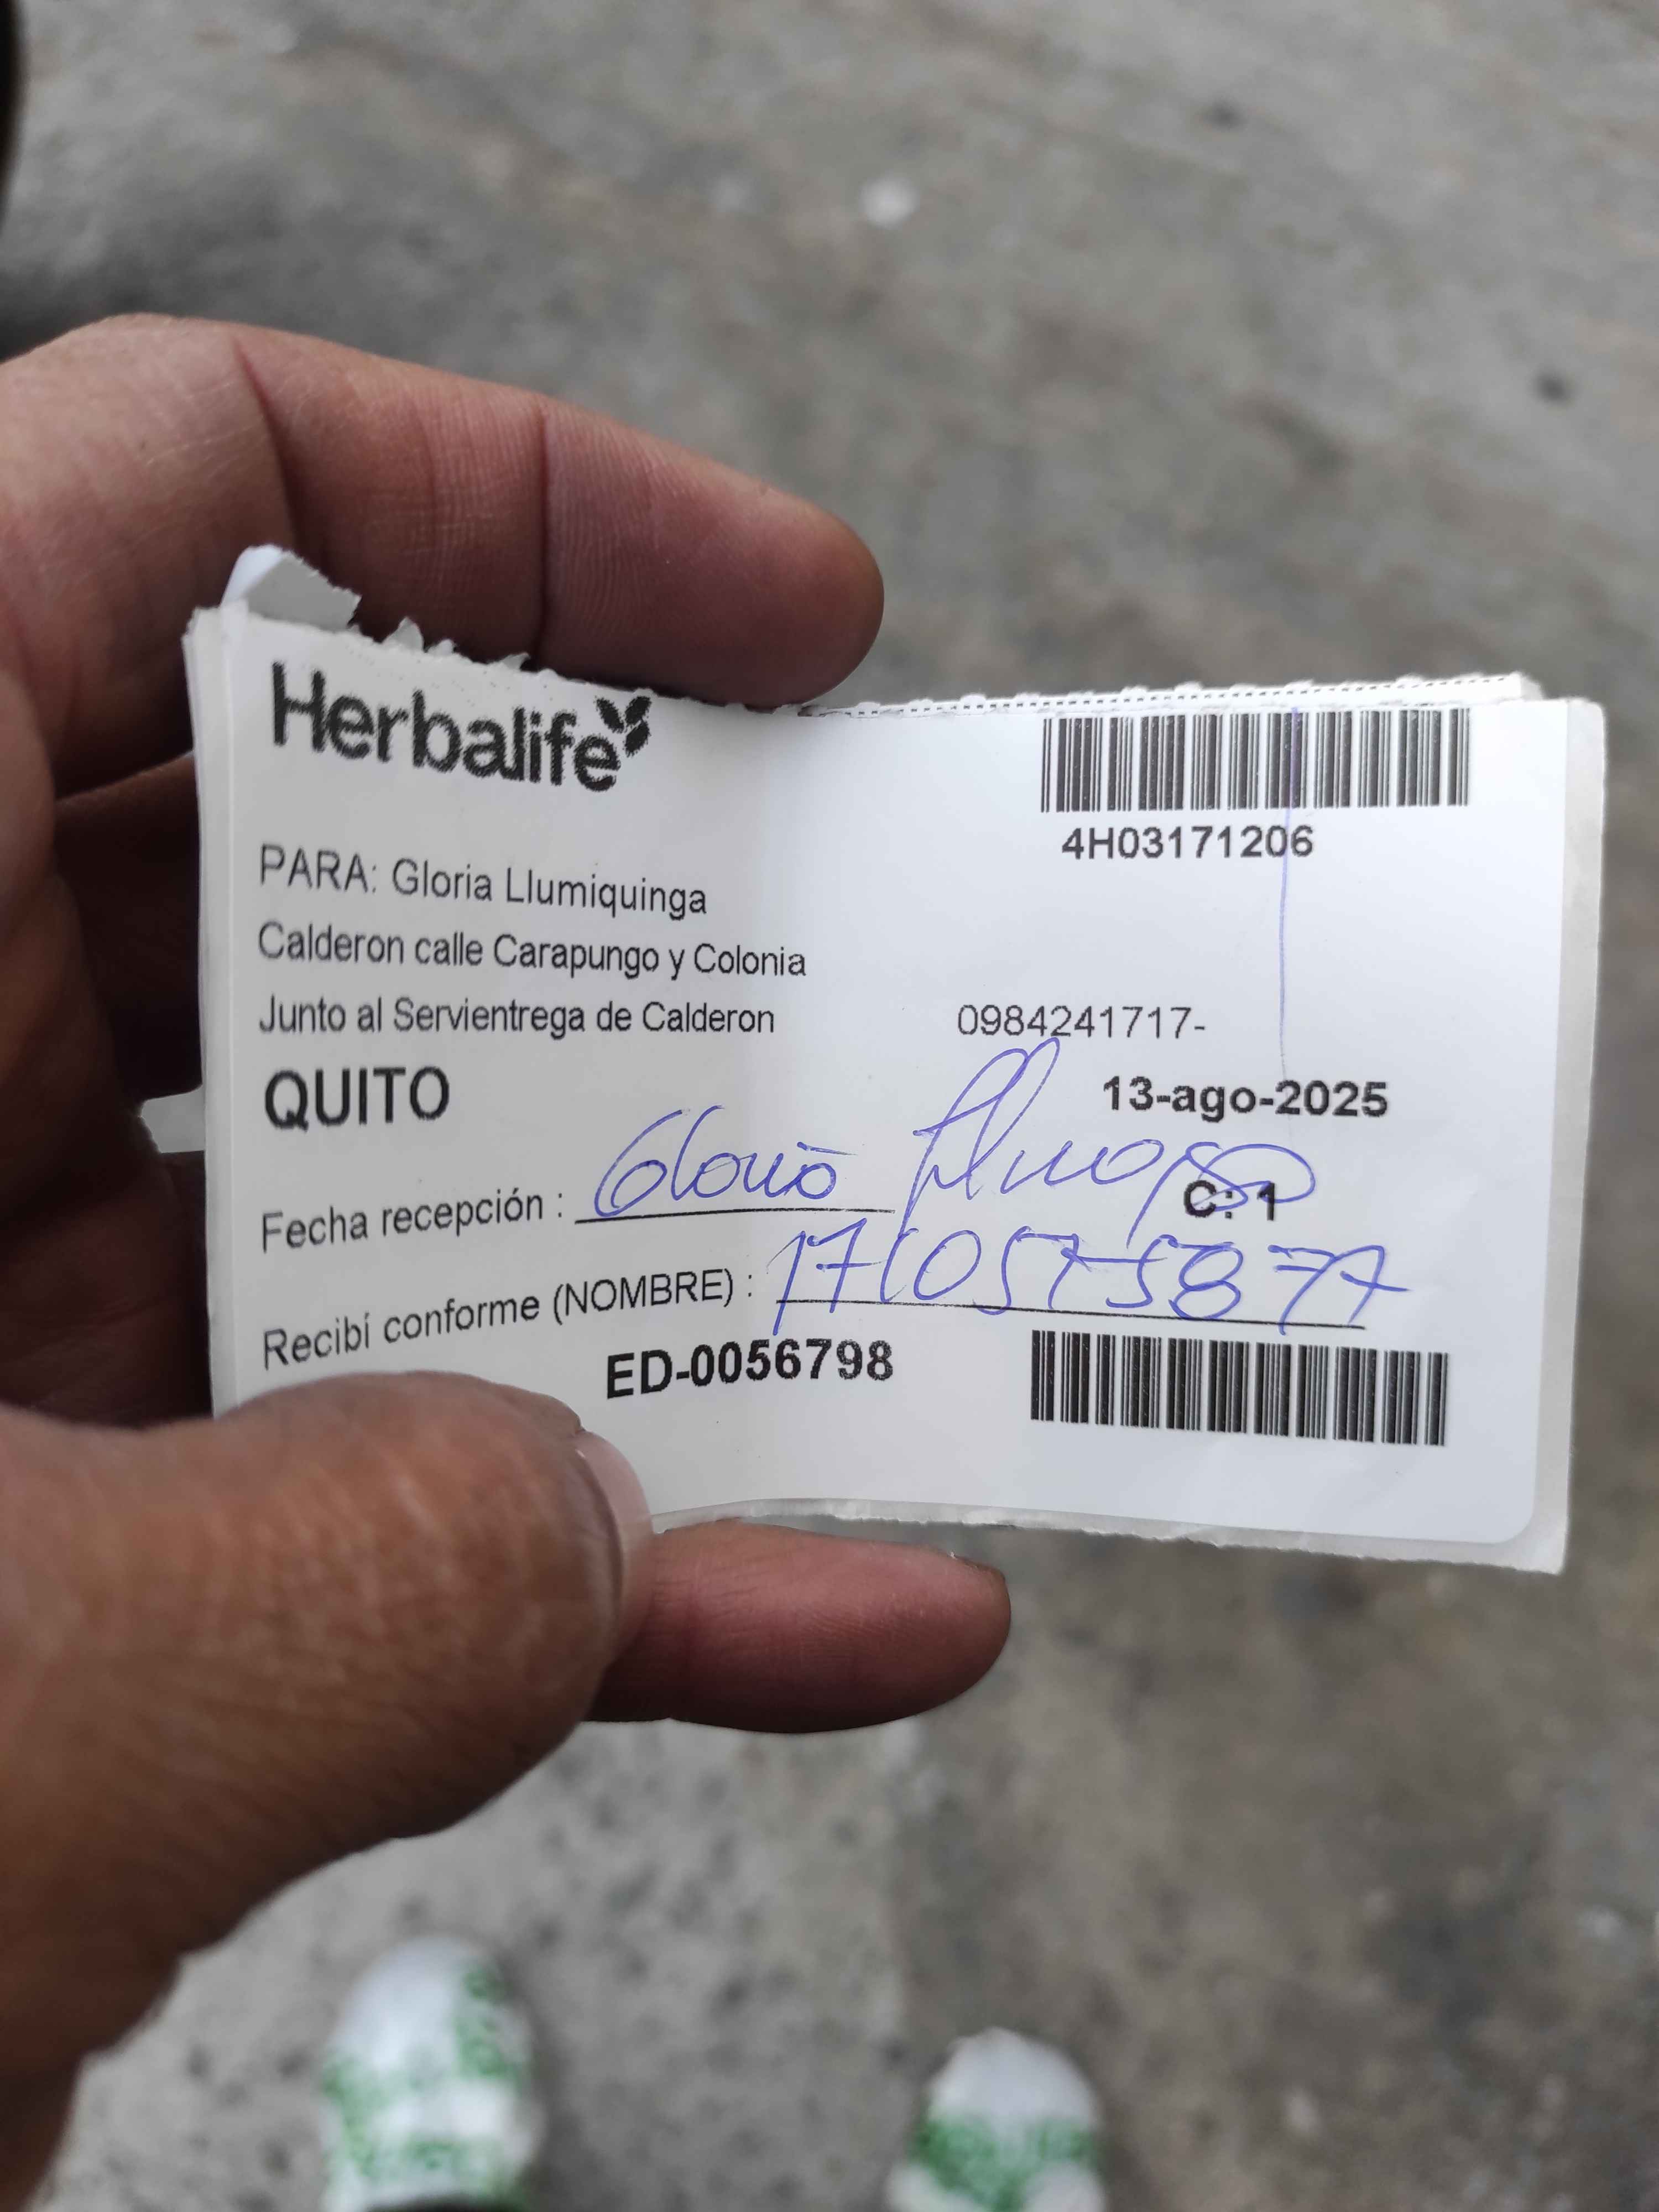 Herbalife
4H03171206
PARA: Gloria Llumiquinga
Calderon calle Carapungo y Colonia
Junto al Servientrega de Calderon 0984241717-
QUITO 13-ago-2025
Fecha recepción : Gloria
C: 1
Recibí conforme (NOMBRE) :
ED-0056798